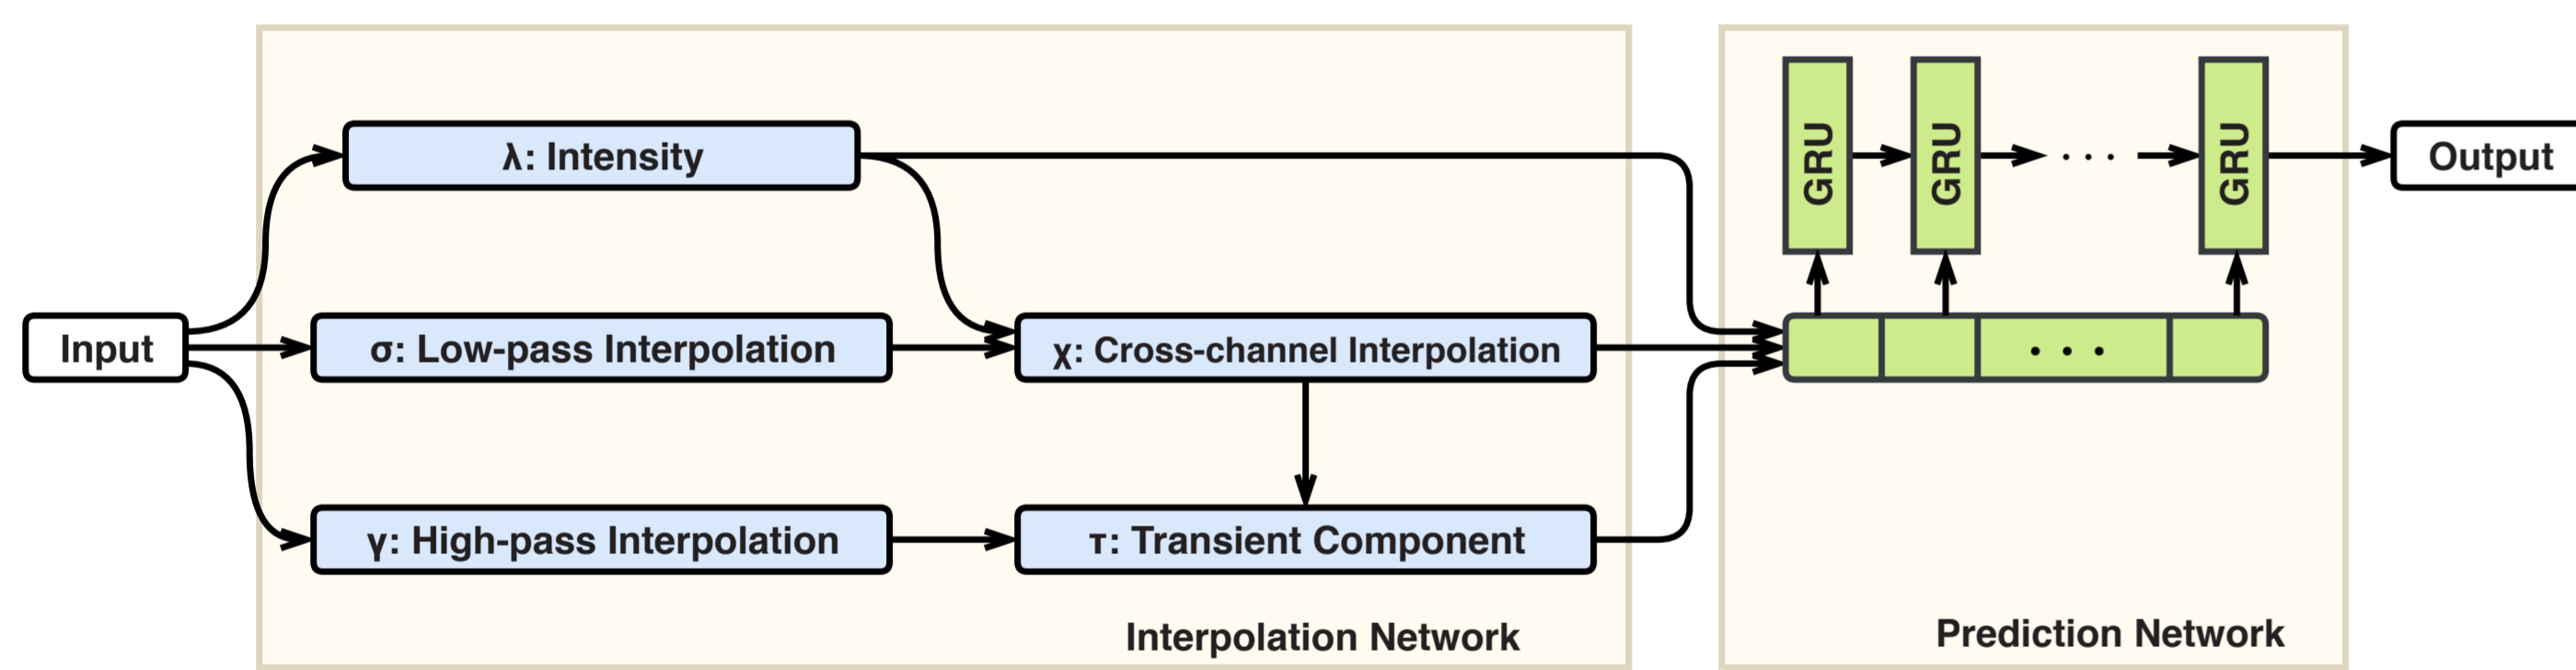 λ: Intensity
GRU
GRU
. . .
GRU
Output
Input
σ: Low-pass Interpolation
χ: Cross-channel Interpolation
• • •
γ: High-pass Interpolation
τ: Transient Component
Interpolation Network
Prediction Network